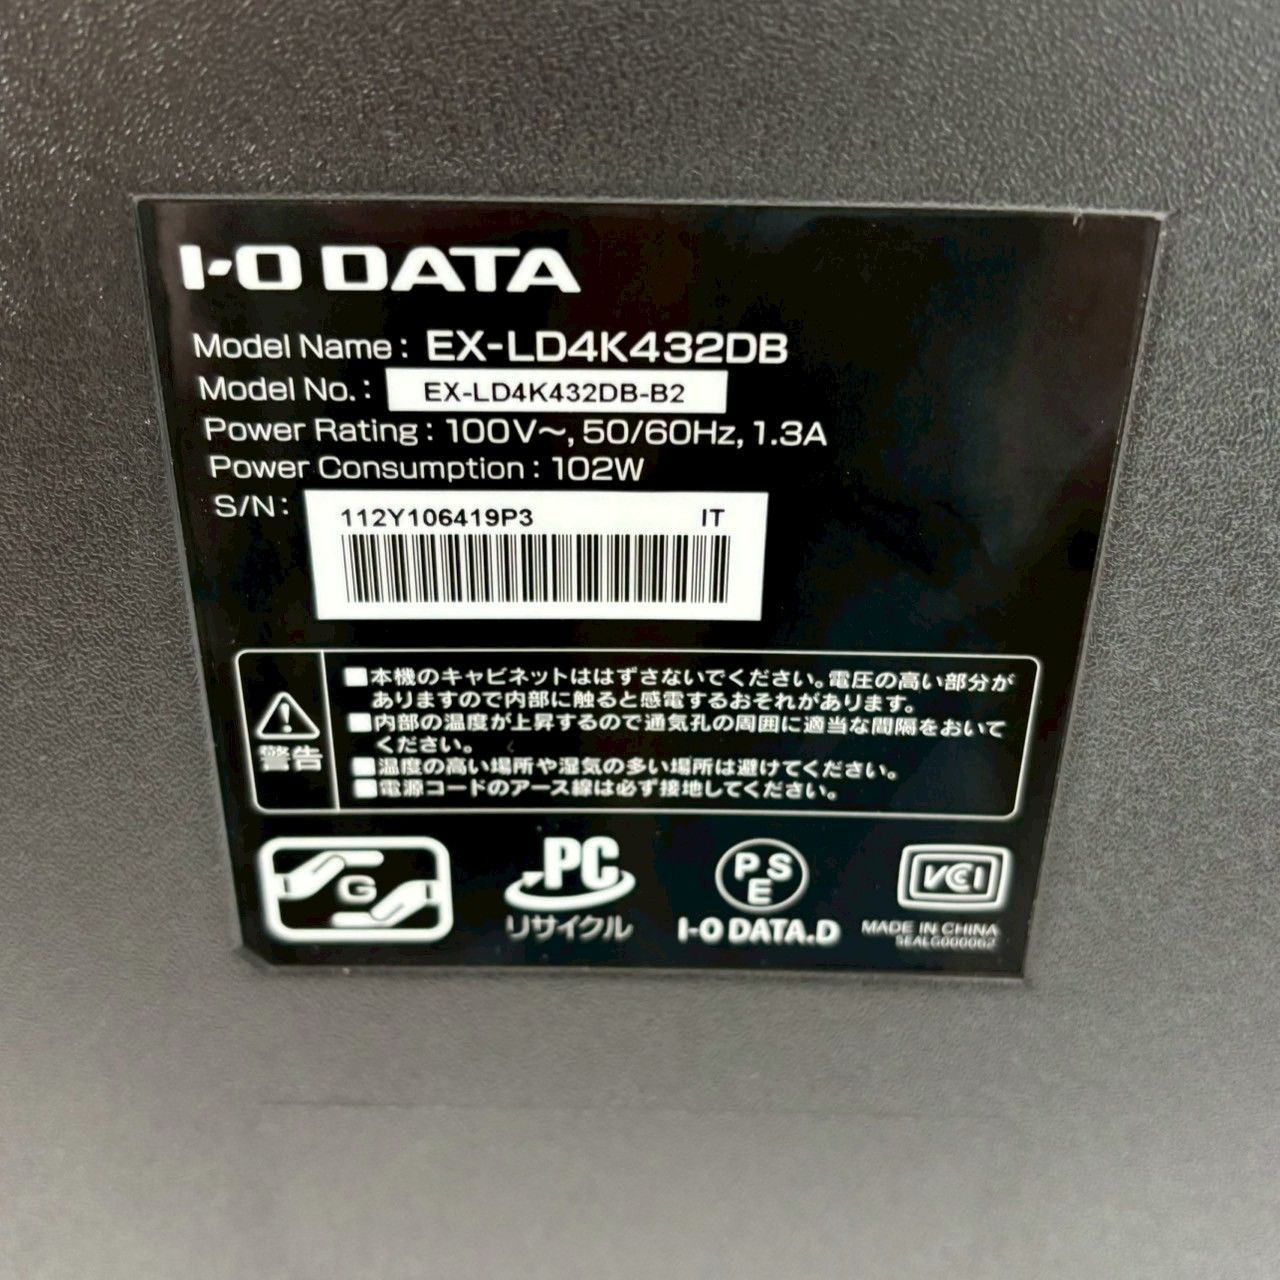 I-O DATA
Model Name: EX-LD4K432DB
Model No.: EX-LD4K432DB-B2
Power Rating: 100V～, 50/60Hz, 1.3A
Power Consumption: 102W
S/N: 112Y106419P3 IT
■本機のキャビネットははずさないでください。電圧の高い部分が
ありますので内部に触ると感電するおそれがあります。
■内部の温度が上昇するので通気孔の周囲に適当な間隔をおいて
ください。
■温度の高い場所や湿気の多い場所は避けてください。
■電源コードのアース線は必ず接地してください。
警告
G
PC
リサイクル
PSE
I-O DATA.D
VCCI
MADE IN CHINA
SEALG000062